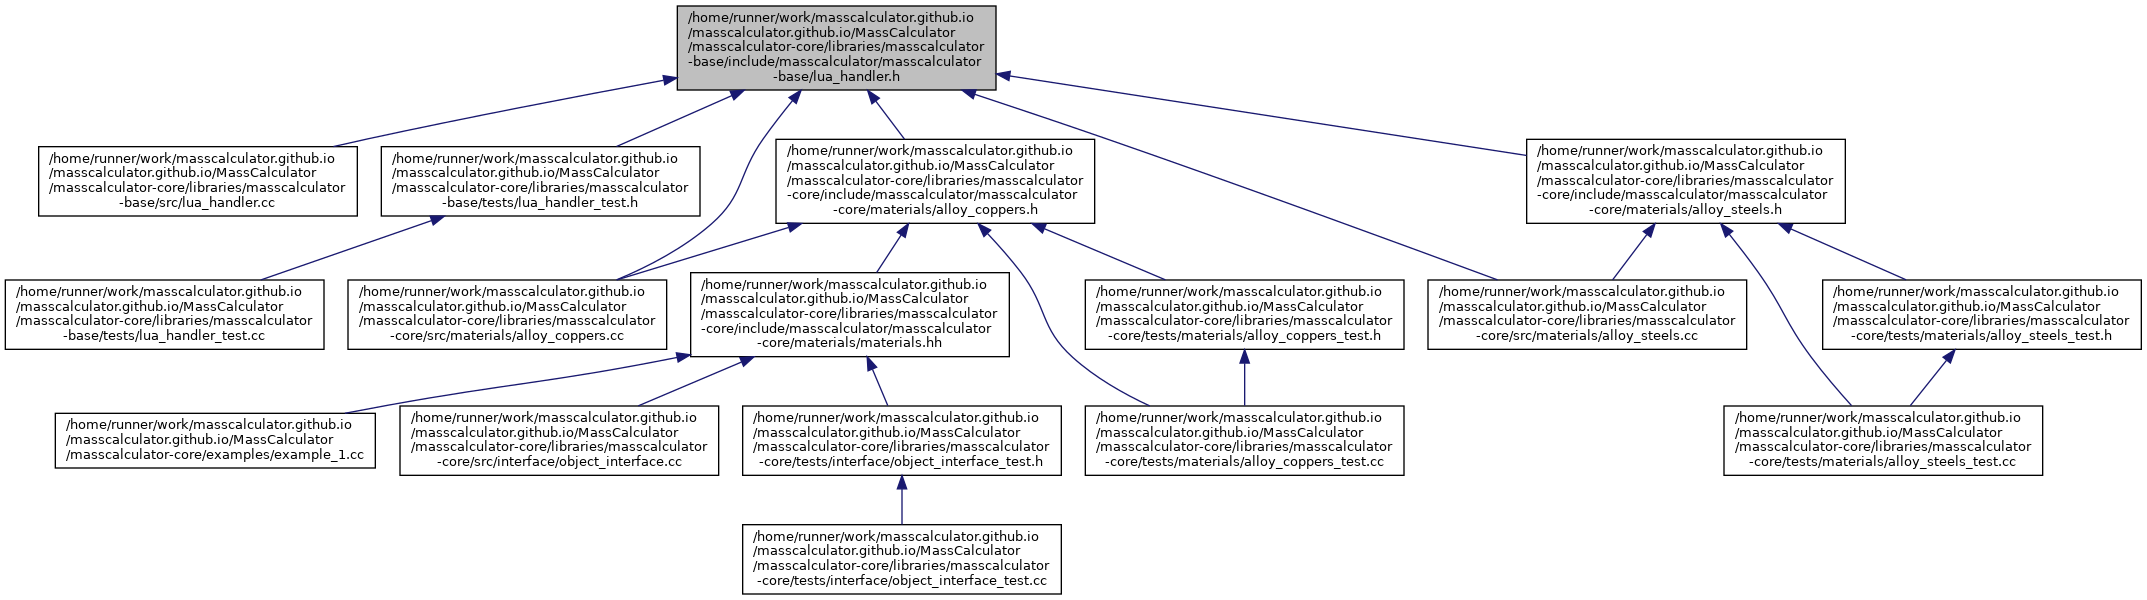 /home/runner/work/masscalculator.github.io
/masscalculator.github.io/MassCalculator
/masscalculator-core/libraries/masscalculator
-base/include/masscalculator/masscalculator
-base/lua_handler.h
/home/runner/work/masscalculator.github.io
/masscalculator.github.io/MassCalculator
/masscalculator-core/libraries/masscalculator
-base/src/lua_handler.cc
/home/runner/work/masscalculator.github.io
/masscalculator.github.io/MassCalculator
/masscalculator-core/libraries/masscalculator
-base/tests/lua_handler_test.h
/home/runner/work/masscalculator.github.io
/masscalculator.github.io/MassCalculator
/masscalculator-core/libraries/masscalculator
-core/include/masscalculator/masscalculator
-core/materials/alloy_coppers.h
/home/runner/work/masscalculator.github.io
/masscalculator.github.io/MassCalculator
/masscalculator-core/libraries/masscalculator
-core/include/masscalculator/masscalculator
-core/materials/alloy_steels.h
/home/runner/work/masscalculator.github.io
/masscalculator.github.io/MassCalculator
/masscalculator-core/libraries/masscalculator
-base/tests/lua_handler_test.cc
/home/runner/work/masscalculator.github.io
/masscalculator.github.io/MassCalculator
/masscalculator-core/libraries/masscalculator
-core/src/materials/alloy_coppers.cc
/home/runner/work/masscalculator.github.io
/masscalculator.github.io/MassCalculator
/masscalculator-core/libraries/masscalculator
-core/include/masscalculator/masscalculator
-core/materials/materials.hh
/home/runner/work/masscalculator.github.io
/masscalculator.github.io/MassCalculator
/masscalculator-core/libraries/masscalculator
-core/tests/materials/alloy_coppers_test.h
/home/runner/work/masscalculator.github.io
/masscalculator.github.io/MassCalculator
/masscalculator-core/libraries/masscalculator
-core/src/materials/alloy_steels.cc
/home/runner/work/masscalculator.github.io
/masscalculator.github.io/MassCalculator
/masscalculator-core/libraries/masscalculator
-core/tests/materials/alloy_steels_test.h
/home/runner/work/masscalculator.github.io
/masscalculator.github.io/MassCalculator
/masscalculator-core/examples/example_1.cc
/home/runner/work/masscalculator.github.io
/masscalculator.github.io/MassCalculator
/masscalculator-core/libraries/masscalculator
-core/src/interface/object_interface.cc
/home/runner/work/masscalculator.github.io
/masscalculator.github.io/MassCalculator
/masscalculator-core/libraries/masscalculator
-core/tests/interface/object_interface_test.h
/home/runner/work/masscalculator.github.io
/masscalculator.github.io/MassCalculator
/masscalculator-core/libraries/masscalculator
-core/tests/materials/alloy_coppers_test.cc
/home/runner/work/masscalculator.github.io
/masscalculator.github.io/MassCalculator
/masscalculator-core/libraries/masscalculator
-core/tests/materials/alloy_steels_test.cc
/home/runner/work/masscalculator.github.io
/masscalculator.github.io/MassCalculator
/masscalculator-core/libraries/masscalculator
-core/tests/interface/object_interface_test.cc